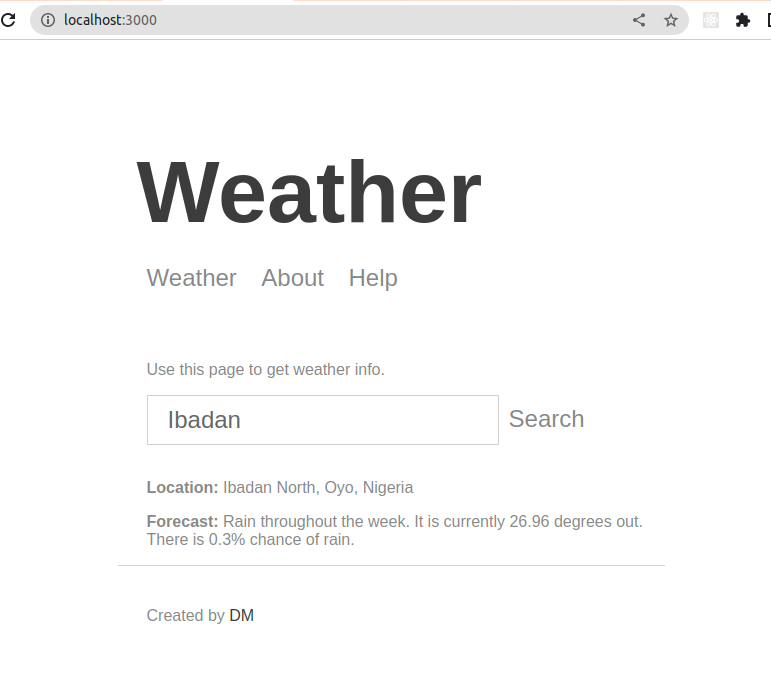 localhost:3000
Weather
Weather About Help
Use this page to get weather info.
Ibadan Search
Location: Ibadan North, Oyo, Nigeria
Forecast: Rain throughout the week. It is currently 26.96 degrees out.
There is 0.3% chance of rain.
Created by DM